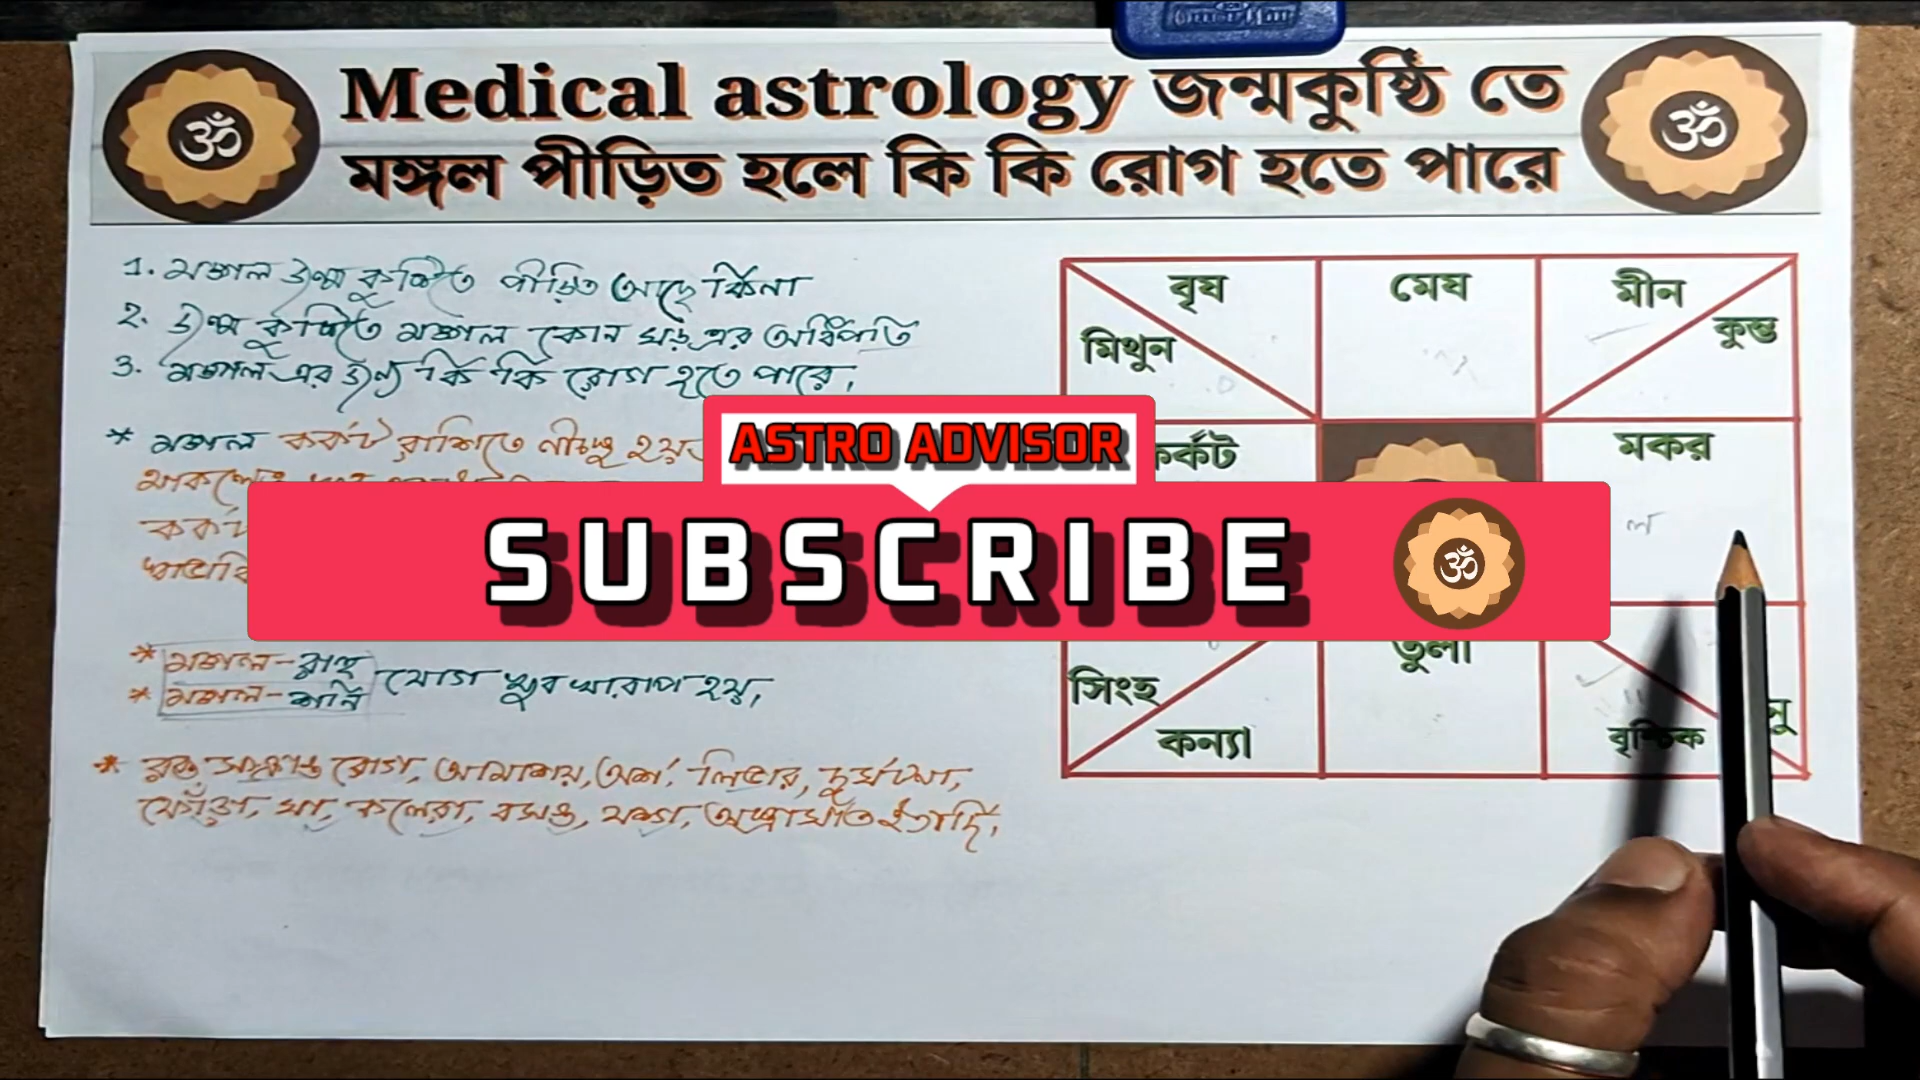 Medical astrology জন্মকুষ্ঠি তে
মঙ্গল পীড়িত হলে কি কি রোগ হতে পারে
1. মঙ্গল জন্ম কুষ্ঠিতে পীড়িত আছে কিনা
2. জন্ম কুষ্ঠিতে মঙ্গল কোন ঘড় এর অধিপতি
3. মঙ্গল এর জন্য কি কি রোগ হতে পারে,
* মঙ্গল কর্কট রাশিতে নীচস্থ হয়
* মঙ্গল - রাহু
* মঙ্গল - শনি
যোগ খুব খারাপ হয়,
* রক্ত সংক্রান্ত রোগ, আমাশয়, অর্শ, লিভার, দুর্ঘটনা,
ফোঁড়া, ঘা, কলেরা, বসন্ত, যক্ষা, অস্ত্রাঘাত ইত্যাদি,
বৃষ
মেষ
মীন
মিথুন
কুম্ভ
কর্কট
মকর
ল
তুলা
সিংহ
কন্যা
বৃশ্চিক
ASTRO ADVISOR
SUBSCRIBE
ॐ